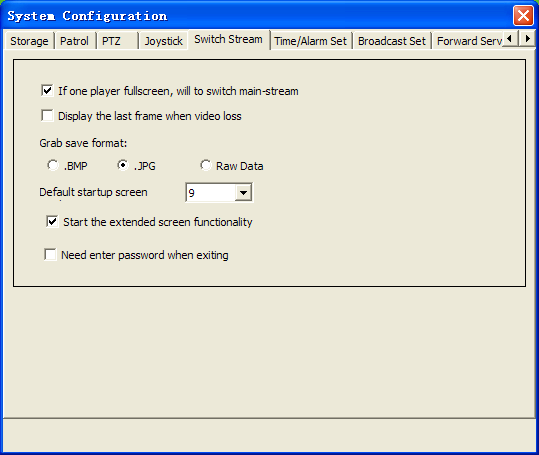 System Configuration
Storage Patrol PTZ Joystick Switch Stream Time/Alarm Set Broadcast Set Forward Serv
If one player fullscreen, will to switch main-stream
Display the last frame when video loss
Grab save format:
.BMP .JPG Raw Data
Default startup screen 9
Start the extended screen functionality
Need enter password when exiting